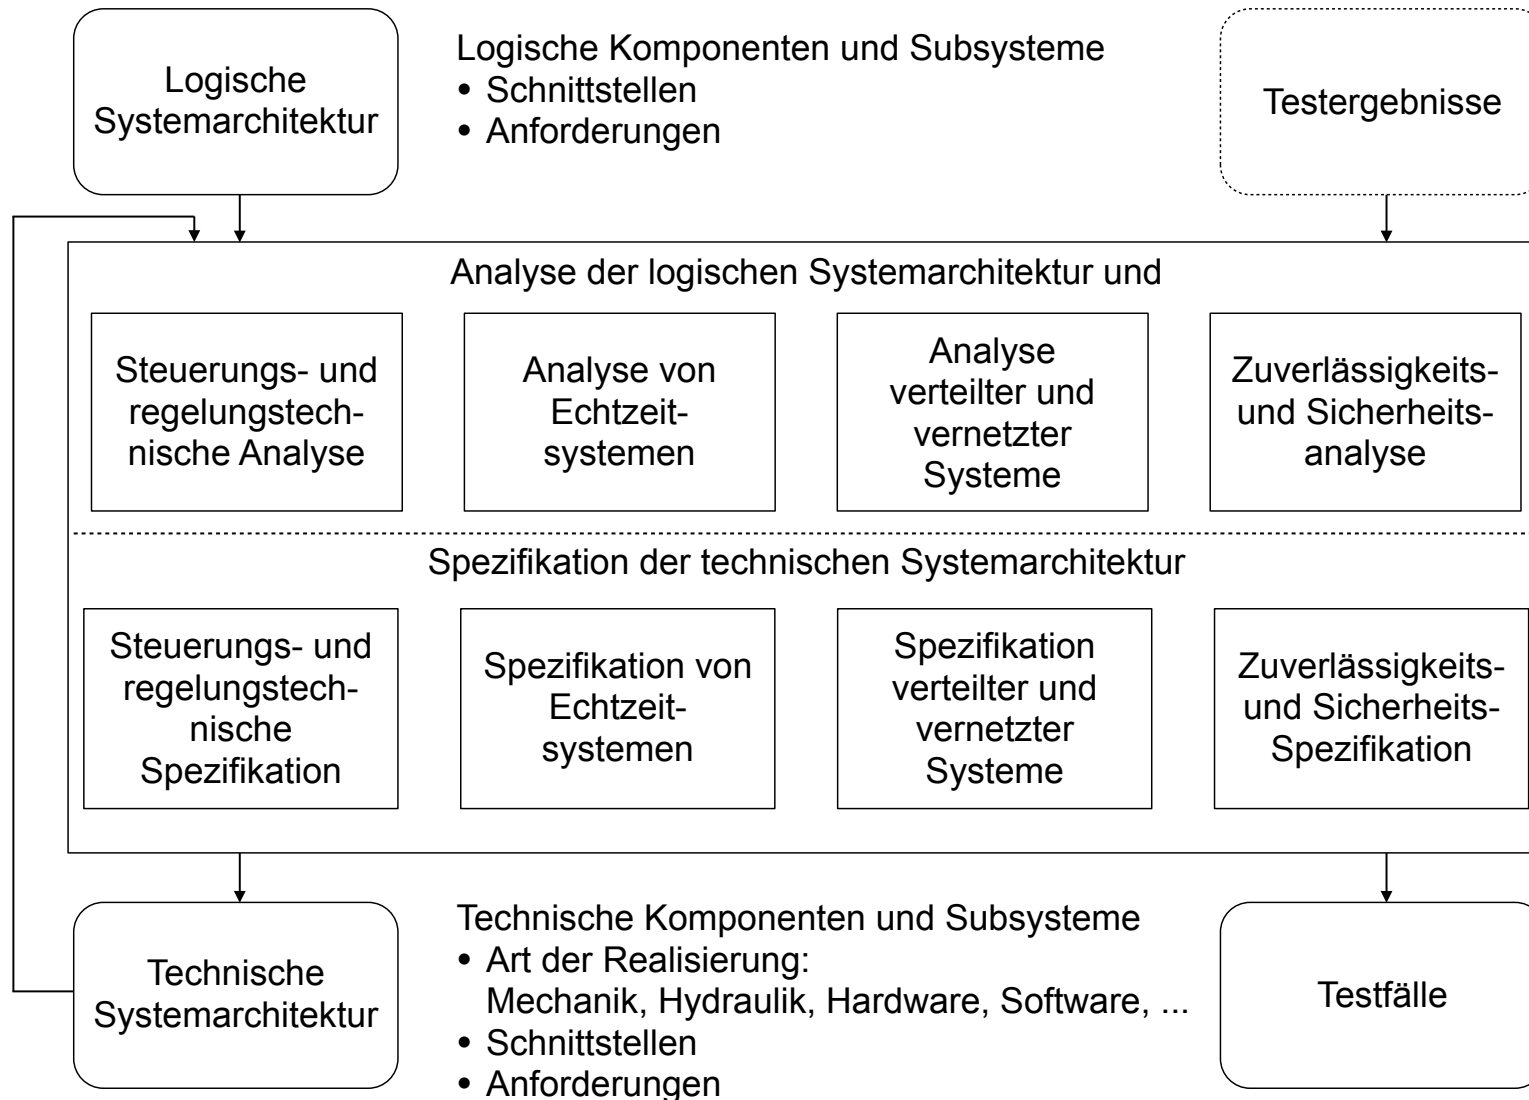 Logische
Systemarchitektur
Logische Komponenten und Subsysteme
• Schnittstellen
• Anforderungen
Testergebnisse
Analyse der logischen Systemarchitektur und
Steuerungs- und
regelungstech-
nische Analyse
Analyse von
Echtzeit-
systemen
Analyse
verteilter und
vernetzter
Systeme
Zuverlässigkeits-
und Sicherheits-
analyse
Spezifikation der technischen Systemarchitektur
Steuerungs- und
regelungstech-
nische
Spezifikation
Spezifikation von
Echtzeit-
systemen
Spezifikation
verteilter und
vernetzter
Systeme
Zuverlässigkeits-
und Sicherheits-
Spezifikation
Technische
Systemarchitektur
Technische Komponenten und Subsysteme
• Art der Realisierung:
Mechanik, Hydraulik, Hardware, Software, ...
• Schnittstellen
• Anforderungen
Testfälle